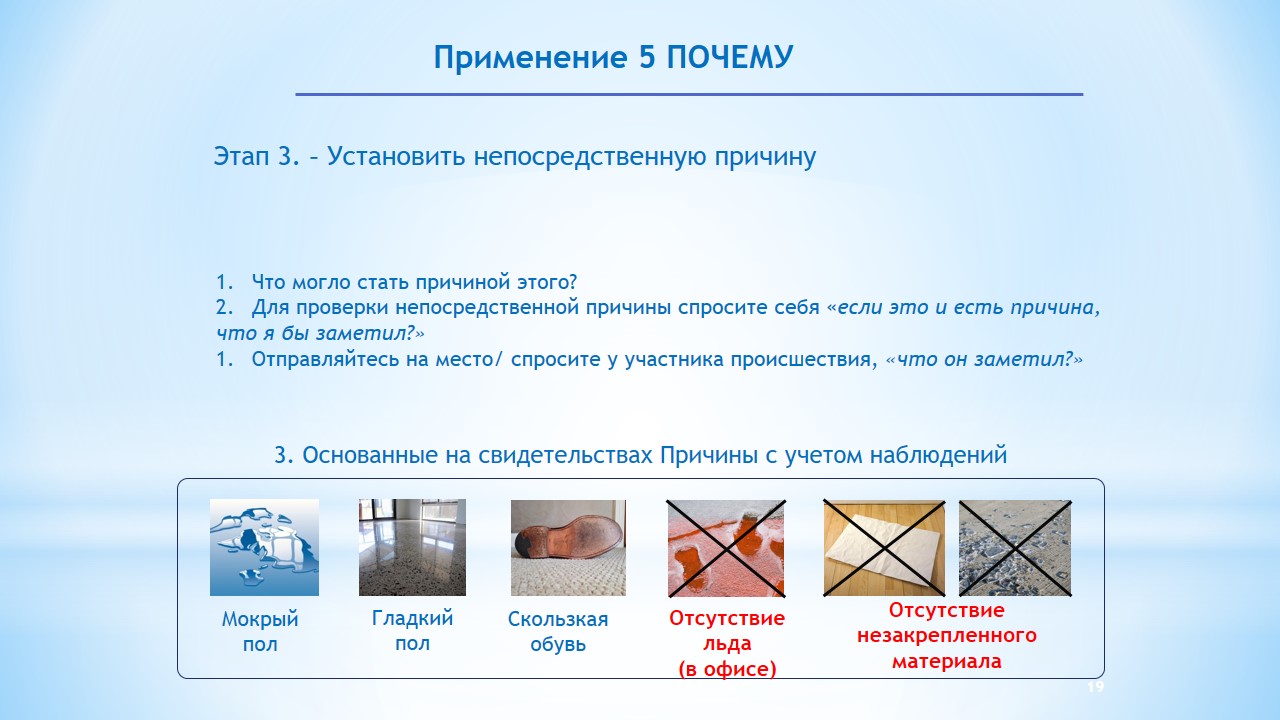 Применение 5 ПОЧЕМУ
Этап 3. – Установить непосредственную причину
1. Что могло стать причиной этого?
2. Для проверки непосредственной причины спросите себя «если это и есть причина,
что я бы заметил?»
1. Отправляйтесь на место/ спросите у участника происшествия, «что он заметил?»
3. Основанные на свидетельствах Причины с учетом наблюдений
Мокрый
пол
Гладкий
пол
Скользкая
обувь
Отсутствие
льда
(в офисе)
Отсутствие
незакрепленного
материала
19